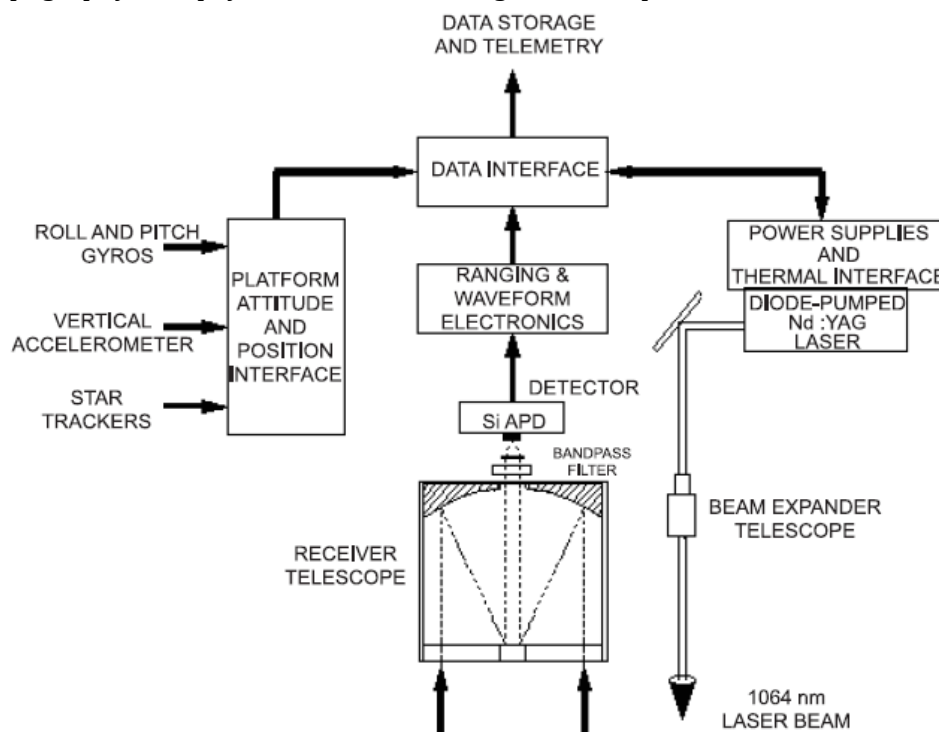 DATA STORAGE
AND TELEMETRY
DATA INTERFACE
ROLL AND PITCH
GYROS
VERTICAL
ACCELEROMETER
STAR
TRACKERS
PLATFORM
ATTITUDE
AND
POSITION
INTERFACE
RANGING &
WAVEFORM
ELECTRONICS
POWER SUPPLIES
AND
THERMAL INTERFACE
DIODE-PUMPED
Nd :YAG
LASER
DETECTOR
Si APD
BANDPASS
FILTER
RECEIVER
TELESCOPE
BEAM EXPANDER
TELESCOPE
1064 nm
LASER BEAM